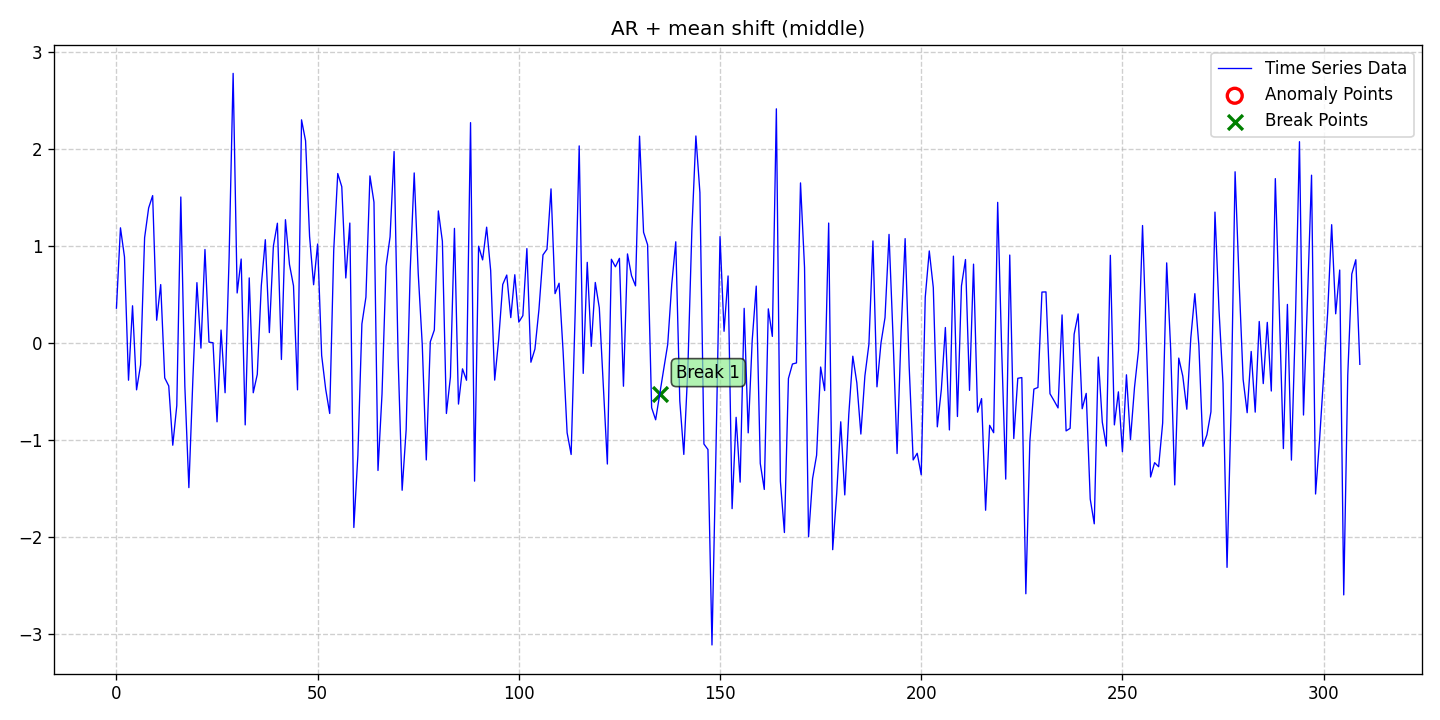 AR + mean shift (middle)
Time Series Data
Anomaly Points
Break Points
Break 1
3
2
1
0
−1
−2
−3
0
50
100
150
200
250
300